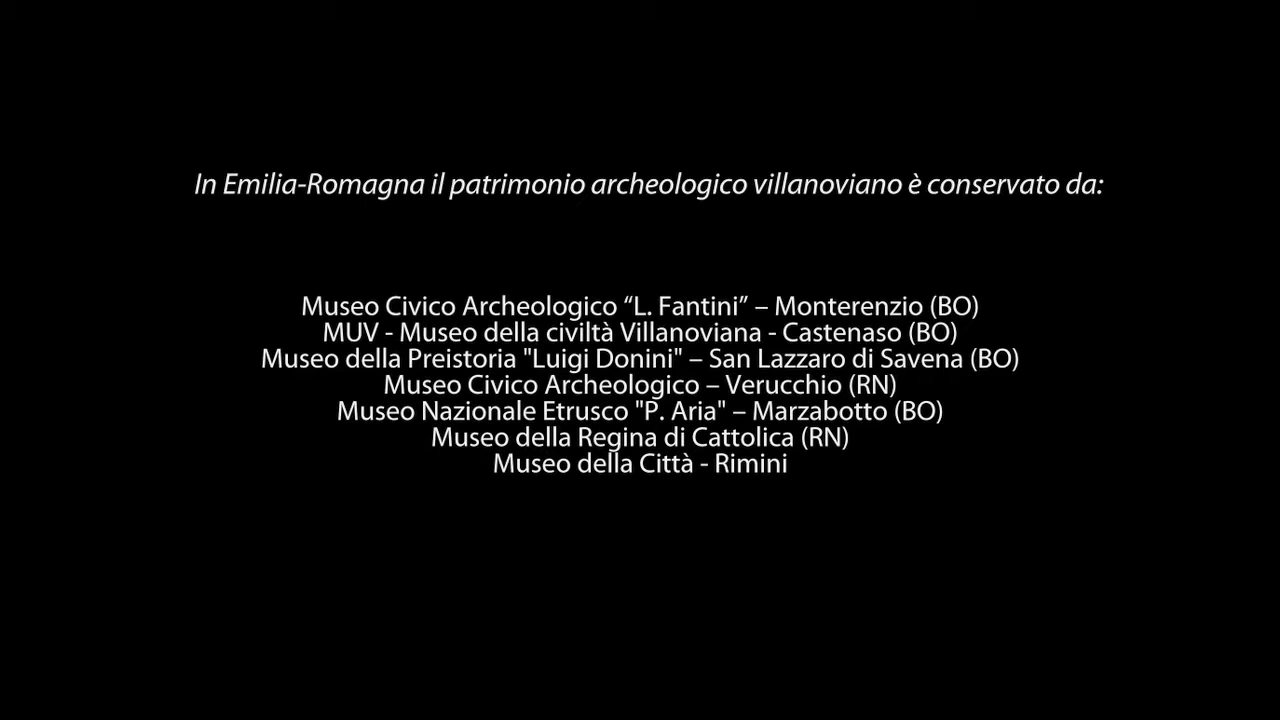 In Emilia-Romagna il patrimonio archeologico villanoviano è conservato da:
Museo Civico Archeologico “L. Fantini” – Monterenzio (BO)
MUV - Museo della civiltà Villanoviana - Castenaso (BO)
Museo della Preistoria "Luigi Donini" – San Lazzaro di Savena (BO)
Museo Civico Archeologico – Verucchio (RN)
Museo Nazionale Etrusco "P. Aria" – Marzabotto (BO)
Museo della Regina di Cattolica (RN)
Museo della Città - Rimini